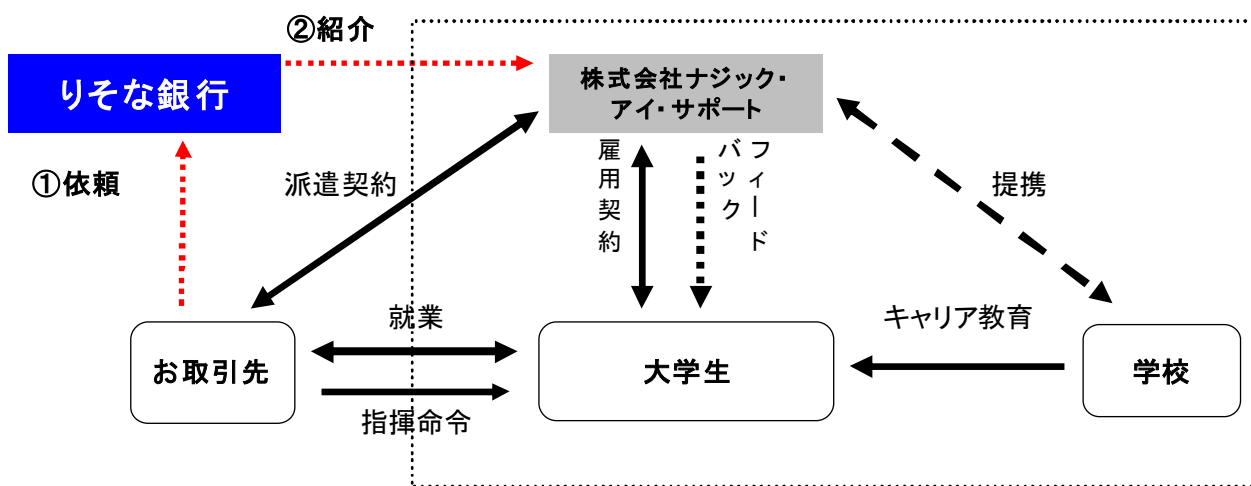 ②紹介
りそな銀行
株式会社ナジック・
アイ・サポート
①依頼
派遣契約
雇用契約
フィード
バック
提携
就業
キャリア教育
お取引先
大学生
学校
指揮命令